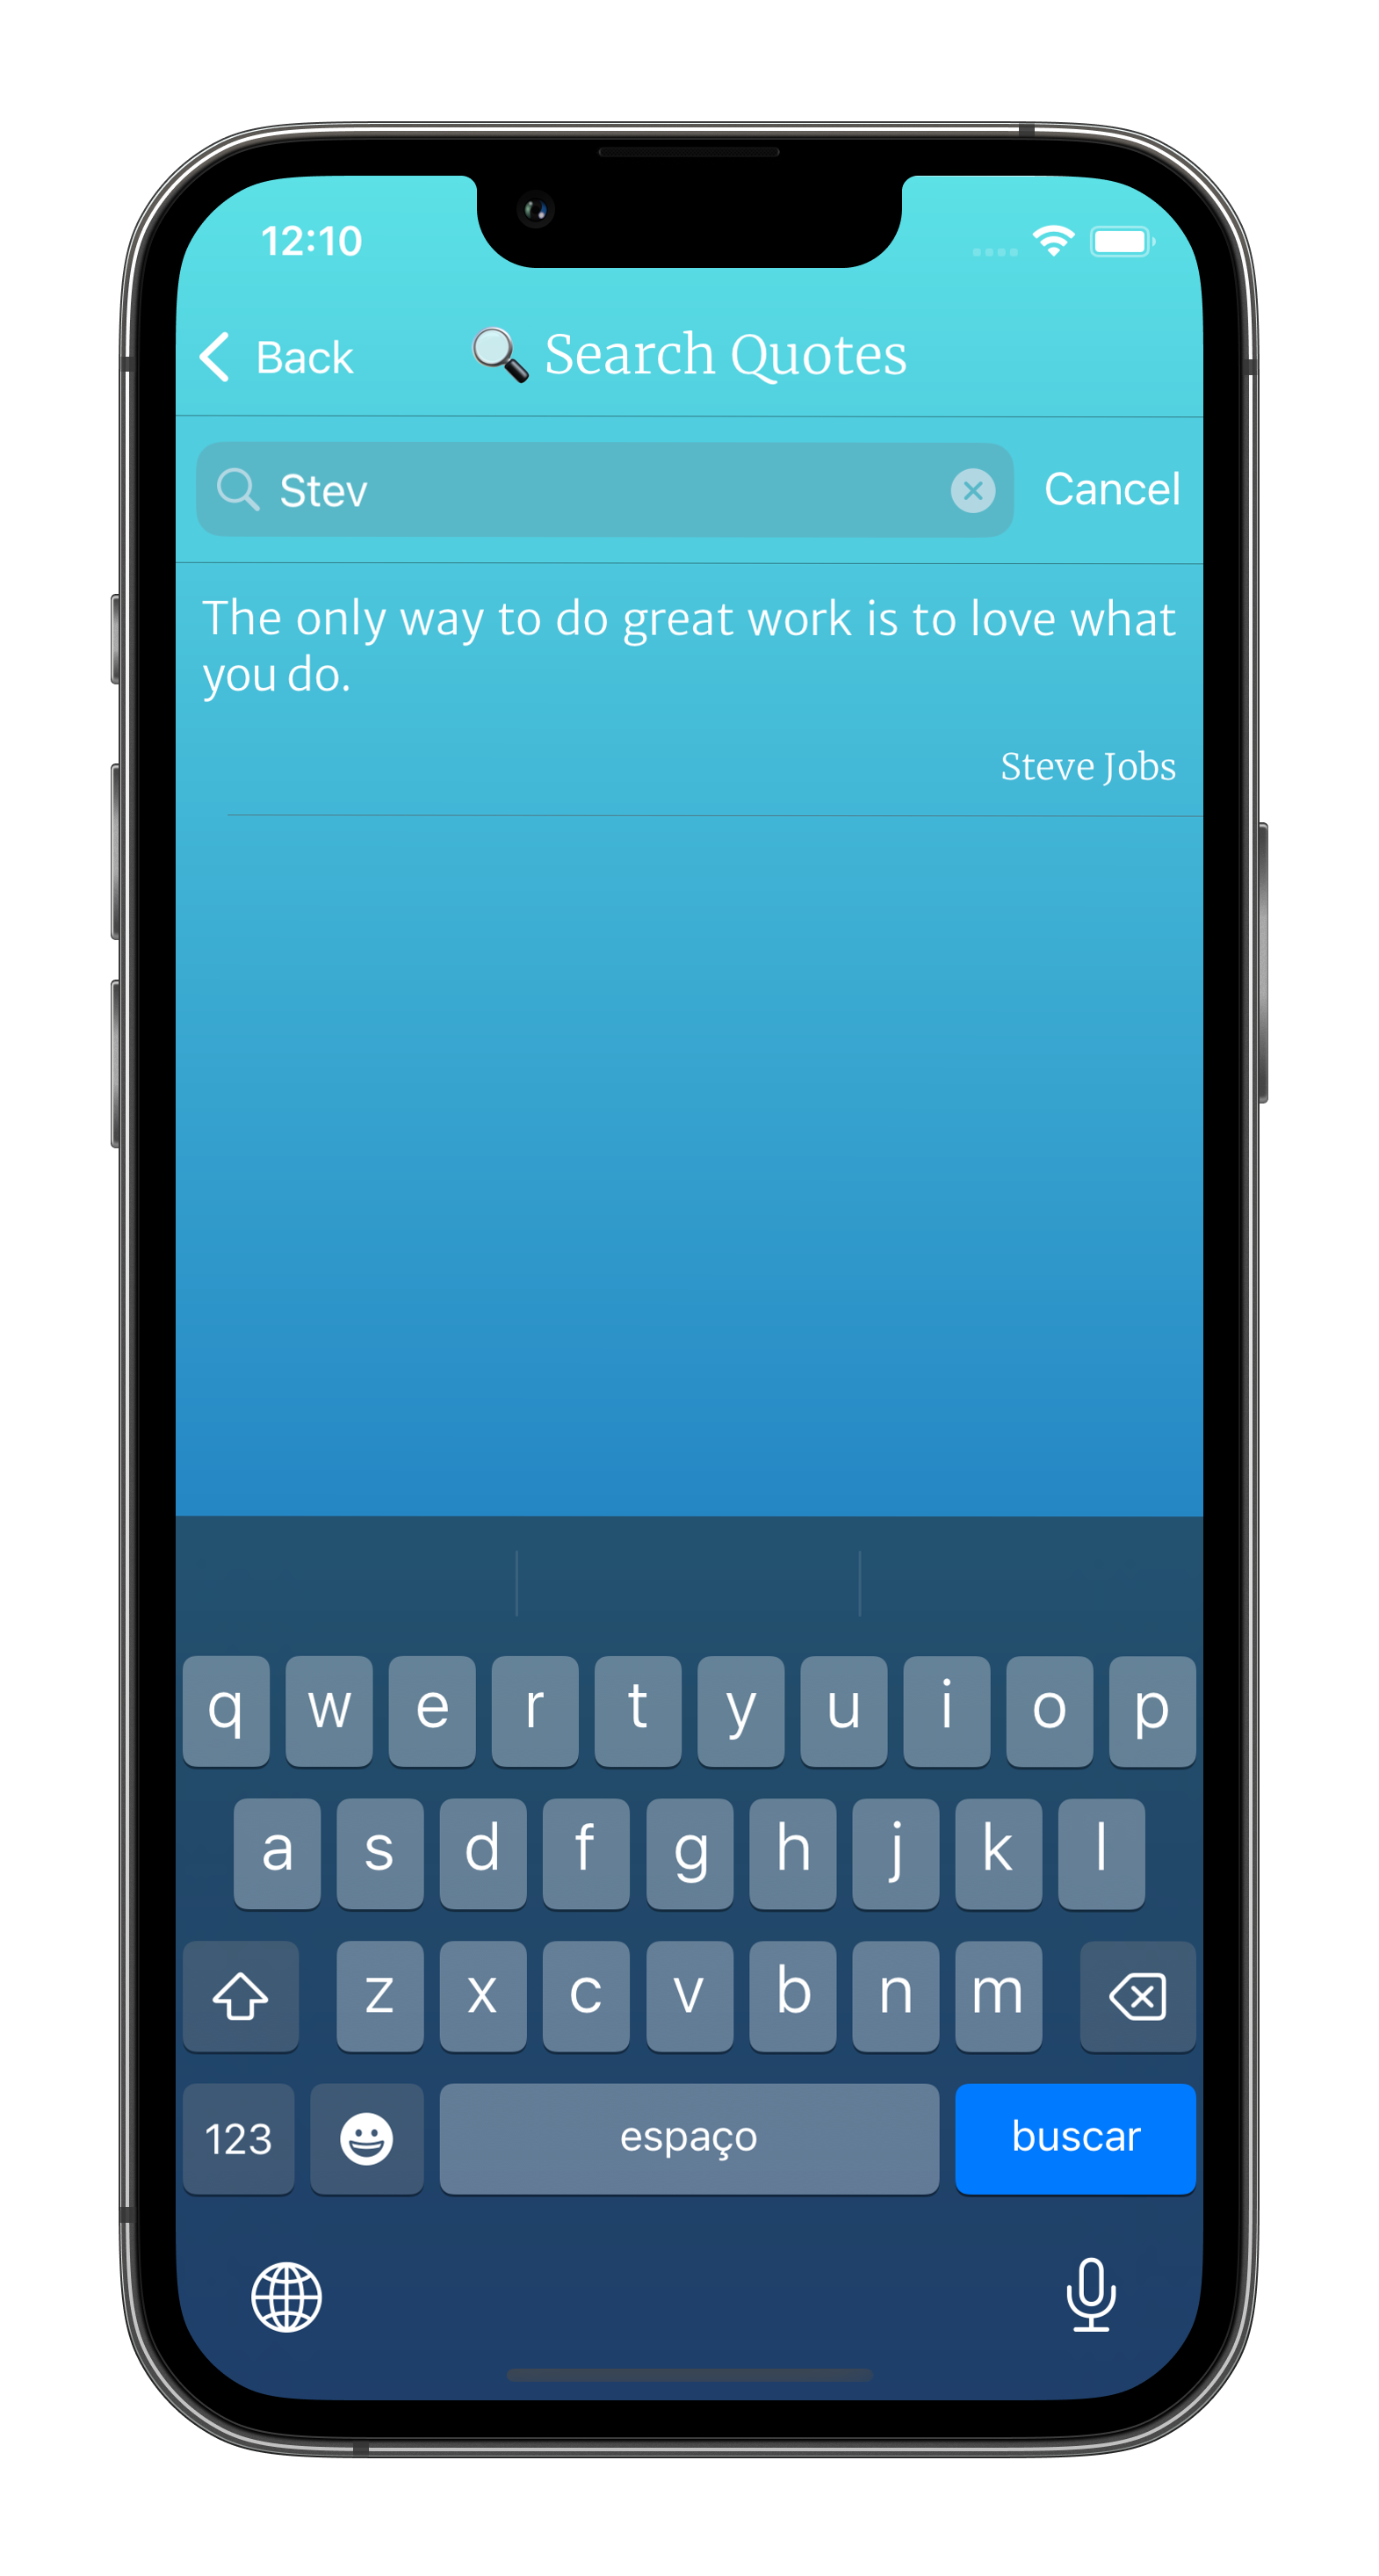 12:10
Back
🔍 Search Quotes
Stev
Cancel
The only way to do great work is to love what
you do.
Steve Jobs
q w e r t y u i o p
a s d f g h j k l
z x c v b n m
123 espaço buscar